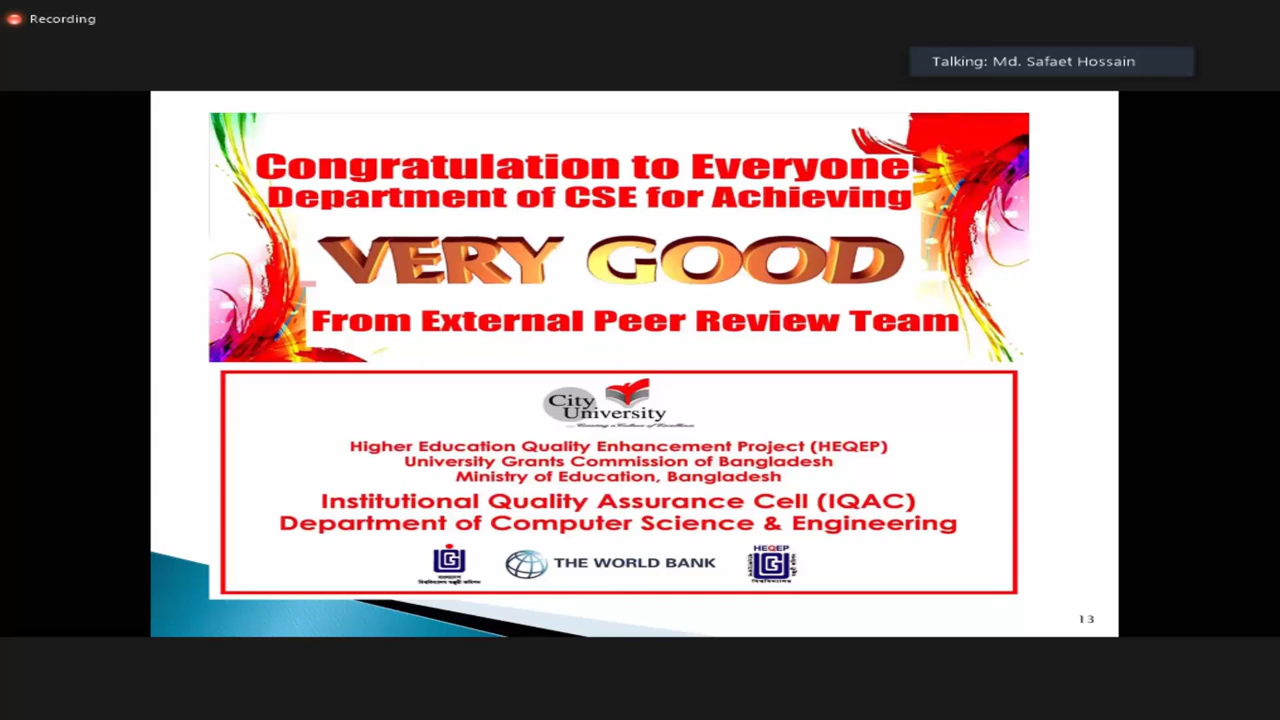 Recording
Talking: Md. Safaet Hossain
Congratulation to Everyone
Department of CSE for Achieving
VERY GOOD
From External Peer Review Team
City
University
Higher Education Quality Enhancement Project (HEQEP)
University Grants Commission of Bangladesh
Ministry of Education, Bangladesh
Institutional Quality Assurance Cell (IQAC)
Department of Computer Science & Engineering
THE WORLD BANK
HEQEP
13